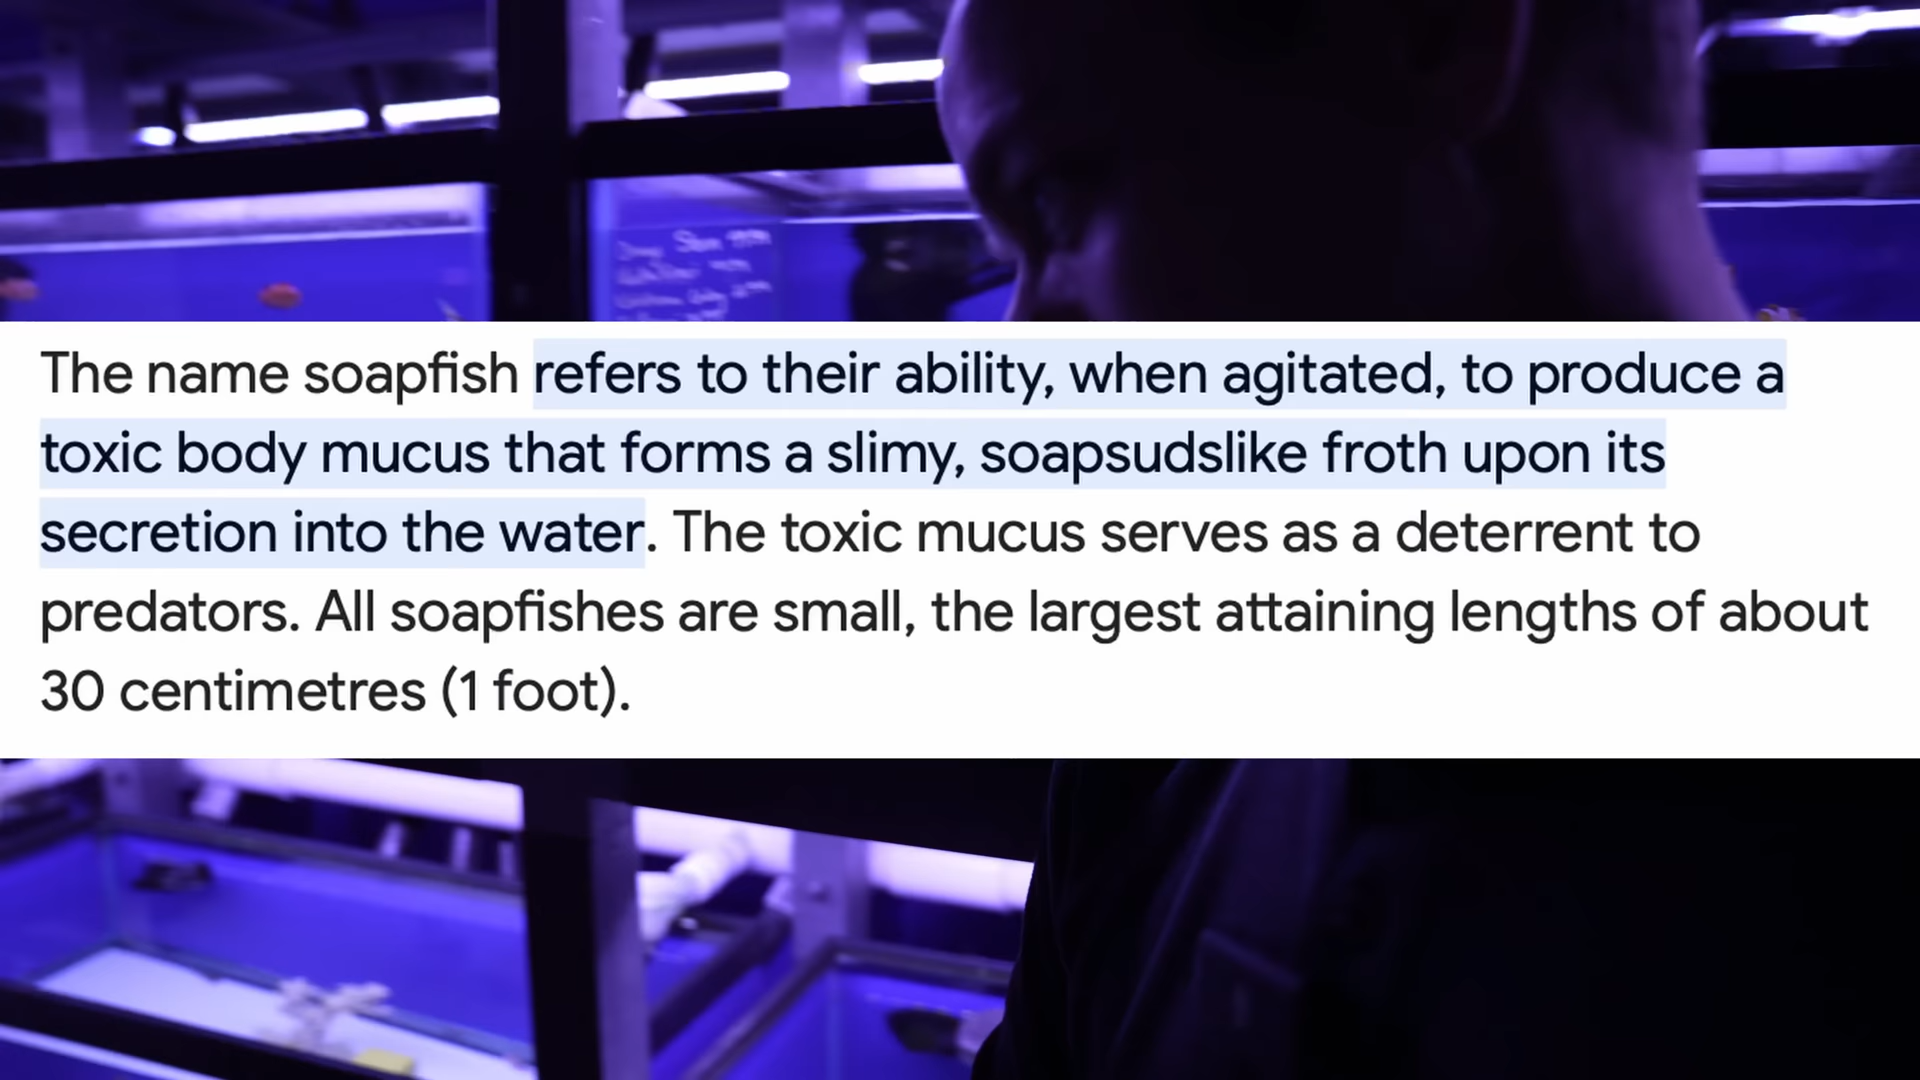 The name soapfish refers to their ability, when agitated, to produce a
toxic body mucus that forms a slimy, soapsudslike froth upon its
secretion into the water. The toxic mucus serves as a deterrent to
predators. All soapfishes are small, the largest attaining lengths of about
30 centimetres (1 foot).